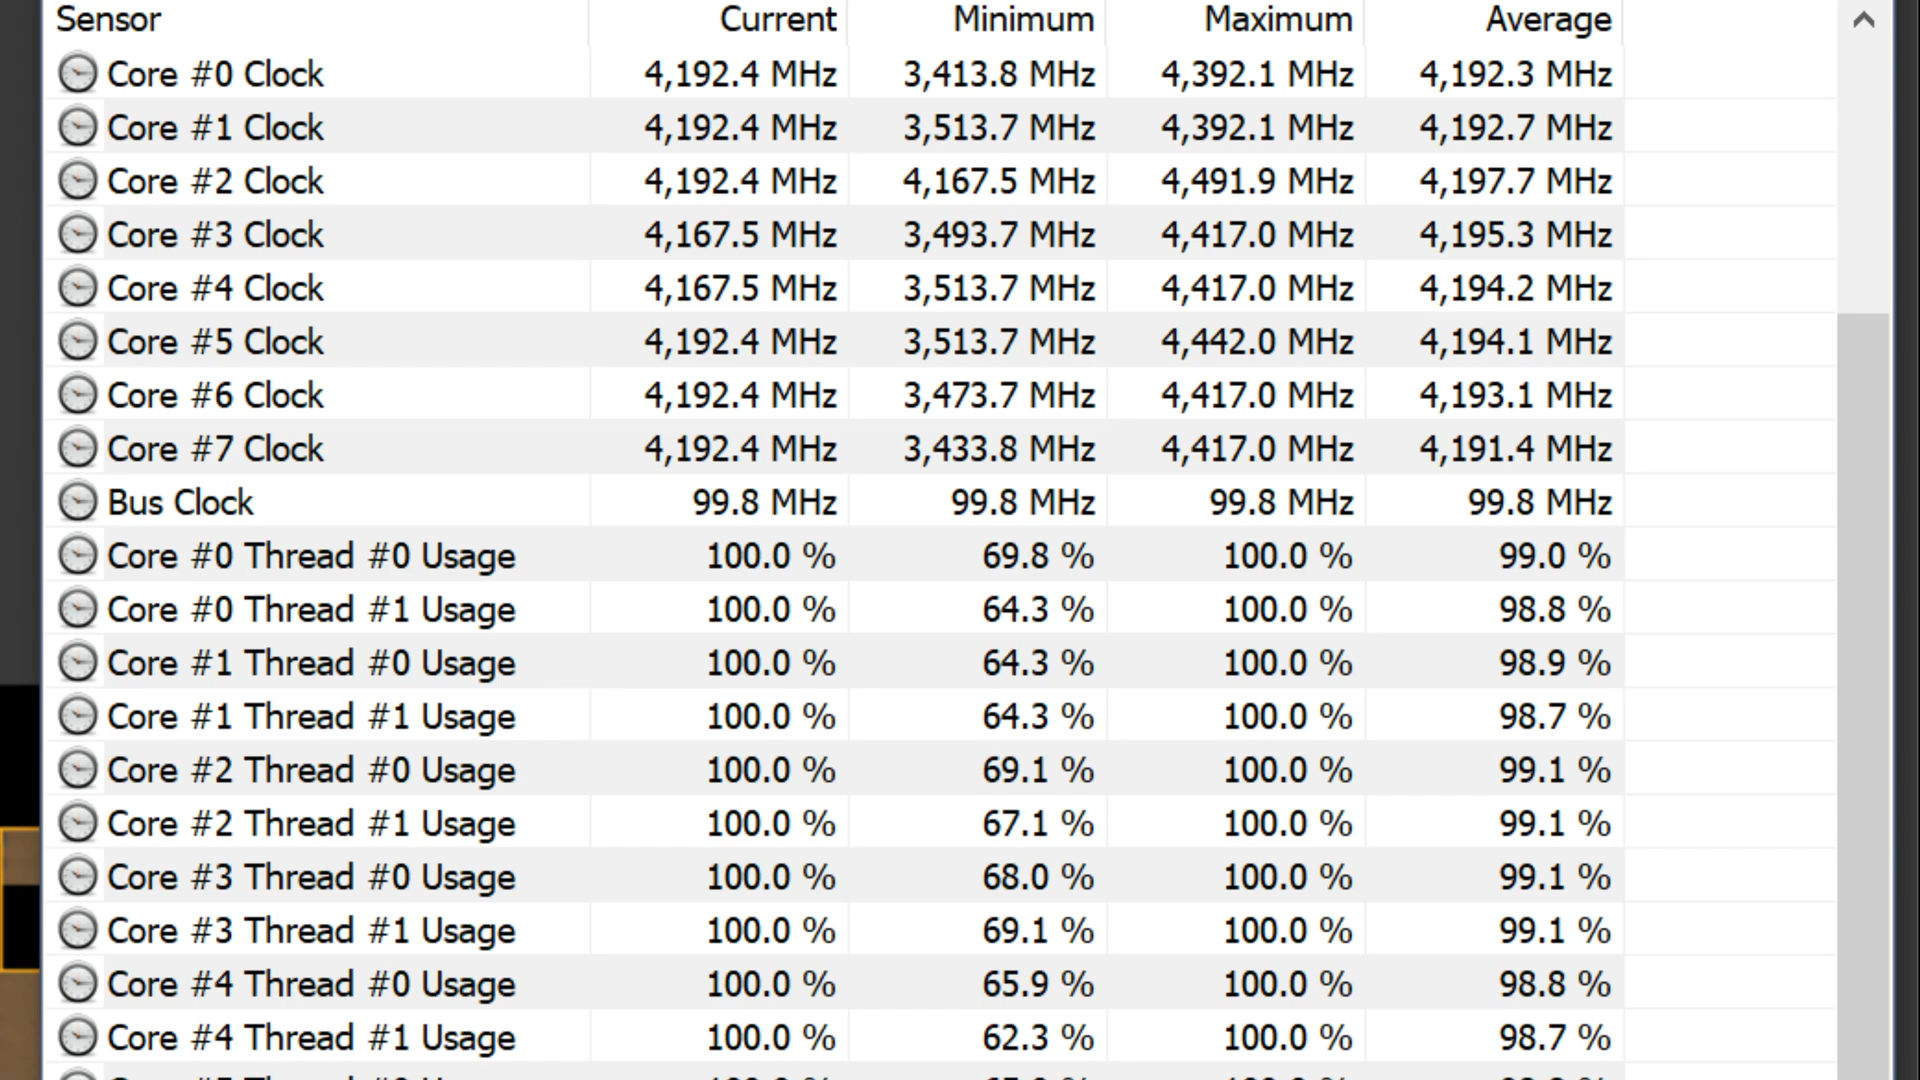 Sensor Current Minimum Maximum Average
Core #0 Clock 4,192.4 MHz 3,413.8 MHz 4,392.1 MHz 4,192.3 MHz
Core #1 Clock 4,192.4 MHz 3,513.7 MHz 4,392.1 MHz 4,192.7 MHz
Core #2 Clock 4,192.4 MHz 4,167.5 MHz 4,491.9 MHz 4,197.7 MHz
Core #3 Clock 4,167.5 MHz 3,493.7 MHz 4,417.0 MHz 4,195.3 MHz
Core #4 Clock 4,167.5 MHz 3,513.7 MHz 4,417.0 MHz 4,194.2 MHz
Core #5 Clock 4,192.4 MHz 3,513.7 MHz 4,442.0 MHz 4,194.1 MHz
Core #6 Clock 4,192.4 MHz 3,473.7 MHz 4,417.0 MHz 4,193.1 MHz
Core #7 Clock 4,192.4 MHz 3,433.8 MHz 4,417.0 MHz 4,191.4 MHz
Bus Clock 99.8 MHz 99.8 MHz 99.8 MHz 99.8 MHz
Core #0 Thread #0 Usage 100.0 % 69.8 % 100.0 % 99.0 %
Core #0 Thread #1 Usage 100.0 % 64.3 % 100.0 % 98.8 %
Core #1 Thread #0 Usage 100.0 % 64.3 % 100.0 % 98.9 %
Core #1 Thread #1 Usage 100.0 % 64.3 % 100.0 % 98.7 %
Core #2 Thread #0 Usage 100.0 % 69.1 % 100.0 % 99.1 %
Core #2 Thread #1 Usage 100.0 % 67.1 % 100.0 % 99.1 %
Core #3 Thread #0 Usage 100.0 % 68.0 % 100.0 % 99.1 %
Core #3 Thread #1 Usage 100.0 % 69.1 % 100.0 % 99.1 %
Core #4 Thread #0 Usage 100.0 % 65.9 % 100.0 % 98.8 %
Core #4 Thread #1 Usage 100.0 % 62.3 % 100.0 % 98.7 %